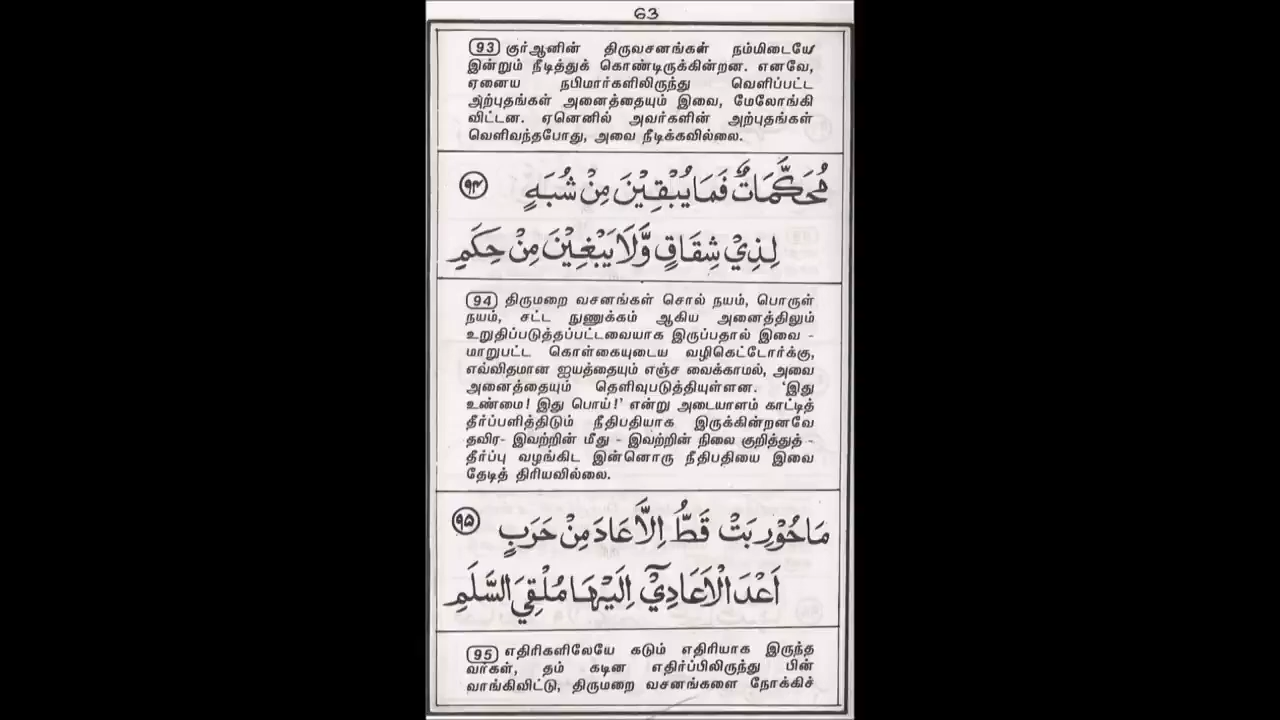 63
93 குர்ஆனின் திருவசனங்கள் நம்மிடையே
இன்றும் நீடித்துக் கொண்டிருக்கின்றன. எனவே,
ஏனைய நபிமார்களிலிருந்து வெளிப்பட்ட
அற்புதங்கள் அனைத்தையும் இவை, மேலோங்கி
விட்டன. ஏனெனில் அவர்களின் அற்புதங்கள்
வெளிவந்தபோது, அவை நீடிக்கவில்லை.
مُحَكَّمَاتٌ فَمَا يُبْقِيْنَ مِنْ شُبَهٍ ٩٤
لِذِيْ شِقَاقٍ وَّلَا يَبْغِيْنَ مِنْ حِكَمٍ
94 திருமறை வசனங்கள் சொல் நயம், பொருள்
நயம், சட்ட நுணுக்கம் ஆகிய அனைத்திலும்
உறுதிப்படுத்தப்பட்டவையாக இருப்பதால் இவை -
மாறுபட்ட கொள்கையுடைய வழிகெட்டோர்க்கு,
எவ்விதமான ஐயத்தையும் எஞ்ச வைக்காமல், அவை
அனைத்தையும் தெளிவுபடுத்தியுள்ளன. 'இது
உண்மை! இது பொய்!' என்று அடையாளம் காட்டித்
தீர்ப்பளித்திடும் நீதிபதியாக இருக்கின்றனவே
தவிர- இவற்றின் மீது - இவற்றின் நிலை குறித்துத் -
தீர்ப்பு வழங்கிட இன்னொரு நீதிபதியை இவை
தேடித் திரியவில்லை.
مَا حُوْرِبَتْ قَطُّ اِلَّا عَادَ مِنْ حَرَبٍ ٩٥
اَعْدَ الْاَعَادِيْٓ اِلَيْهَا مُلْقِيَ السَّلَمِ
95 எதிரிகளிலேயே கடும் எதிரியாக இருந்த
வர்கள், தம் கடின எதிர்ப்பிலிருந்து பின்
வாங்கிவிட்டு, திருமறை வசனங்களை நோக்கிச்